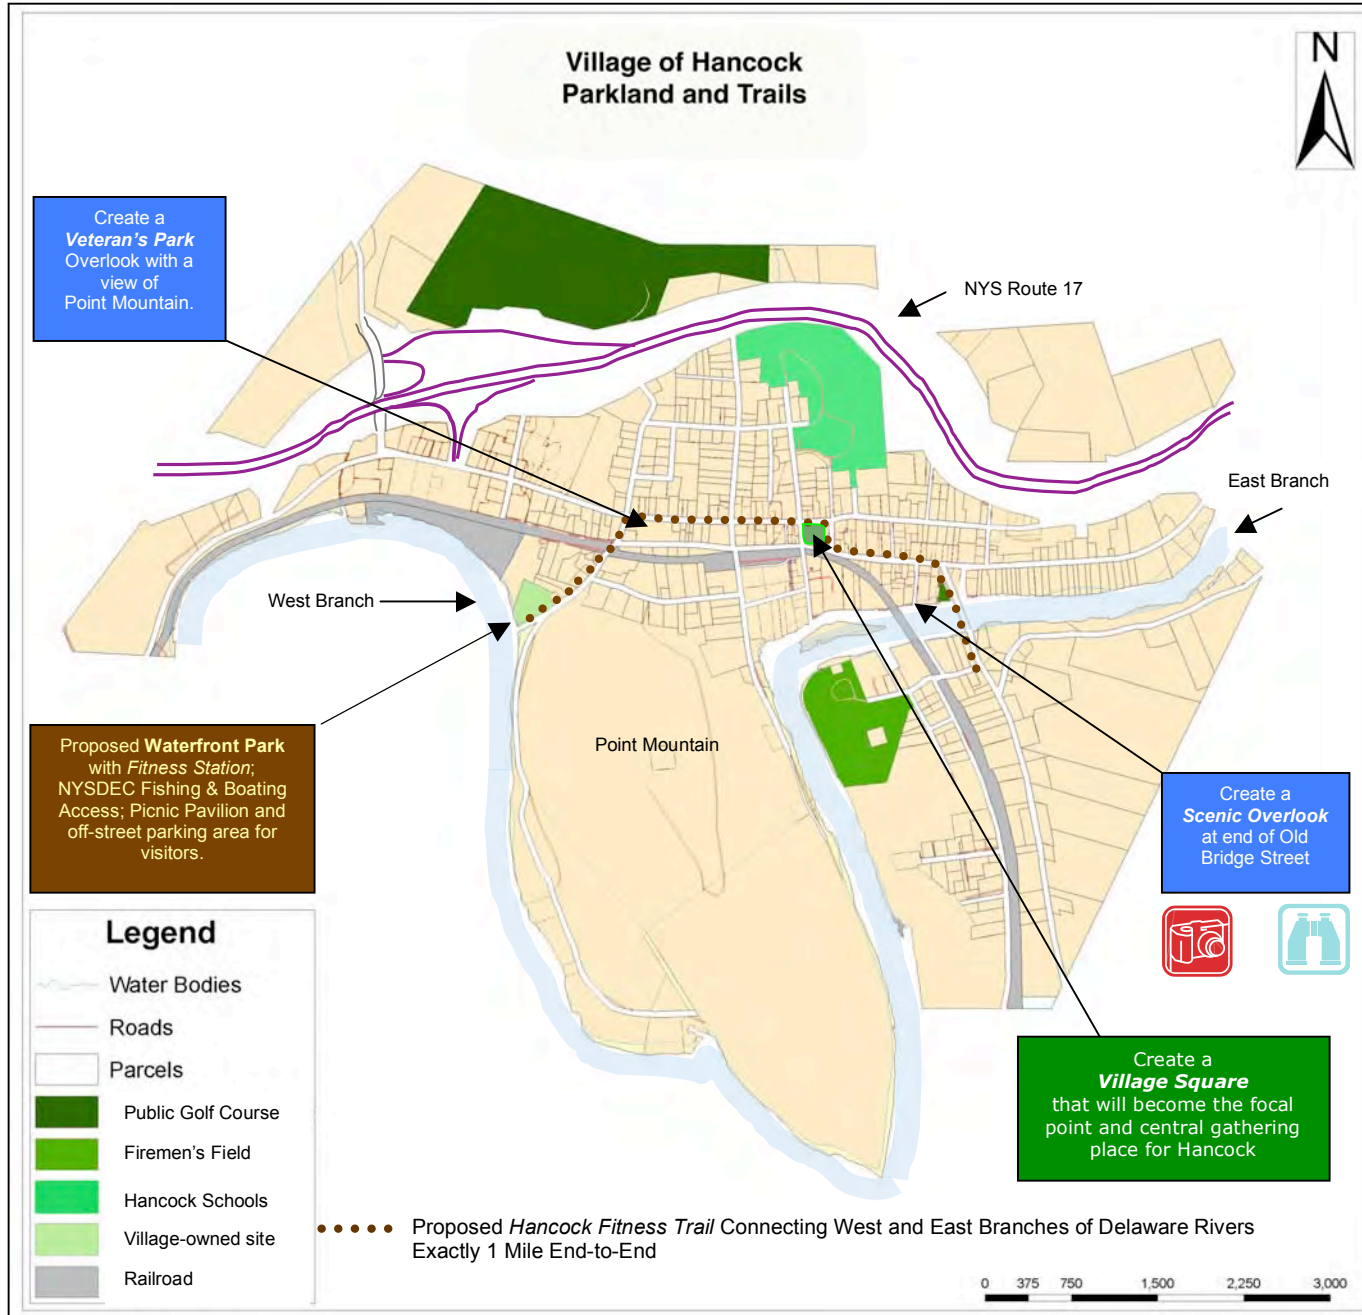 Village of Hancock
Parkland and Trails
N
Create a
Veteran's Park
Overlook with a
view of
Point Mountain.
NYS Route 17
East Branch
West Branch
Point Mountain
Proposed Waterfront Park
with Fitness Station;
NYSDEC Fishing & Boating
Access; Picnic Pavilion and
off-street parking area for
visitors.
Create a
Scenic Overlook
at end of Old
Bridge Street
Create a
Village Square
that will become the focal
point and central gathering
place for Hancock
Legend
Water Bodies
Roads
Parcels
Public Golf Course
Firemen's Field
Hancock Schools
Village-owned site
Railroad
Proposed Hancock Fitness Trail Connecting West and East Branches of Delaware Rivers
Exactly 1 Mile End-to-End
0 375 750 1,500 2,250 3,000